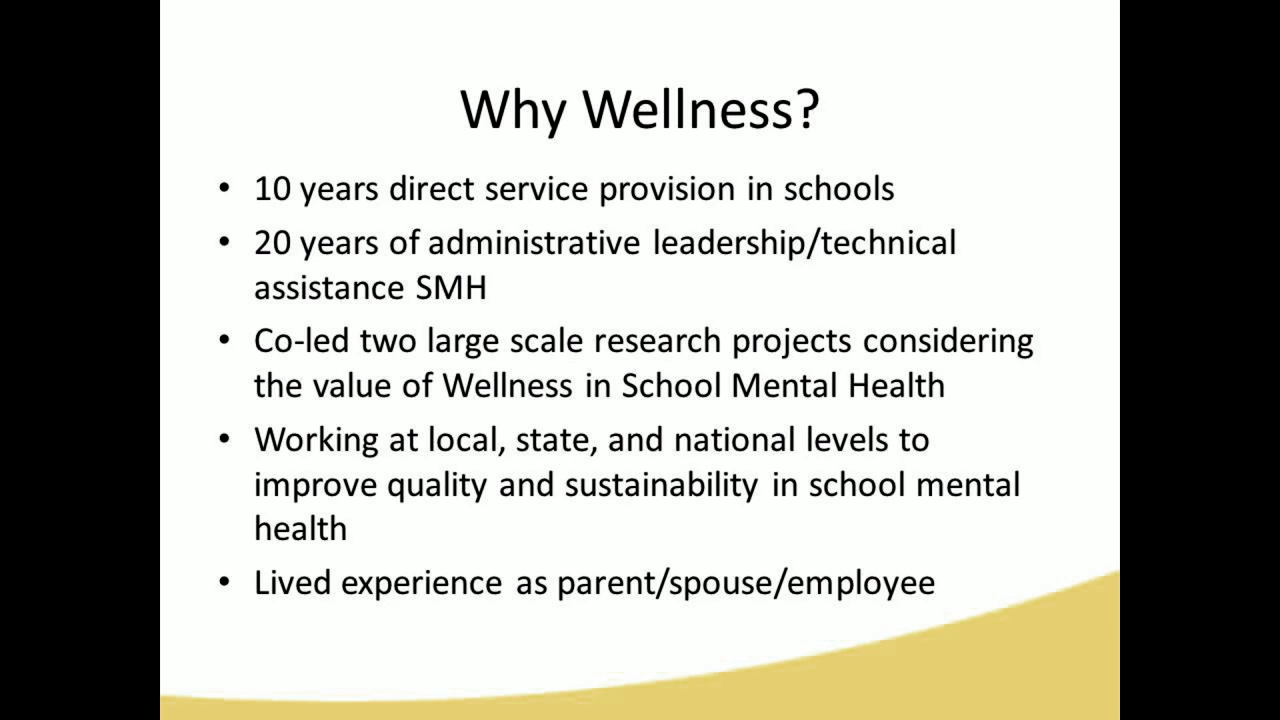 Why Wellness?
• 10 years direct service provision in schools
• 20 years of administrative leadership/technical
assistance SMH
• Co-led two large scale research projects considering
the value of Wellness in School Mental Health
• Working at local, state, and national levels to
improve quality and sustainability in school mental
health
• Lived experience as parent/spouse/employee